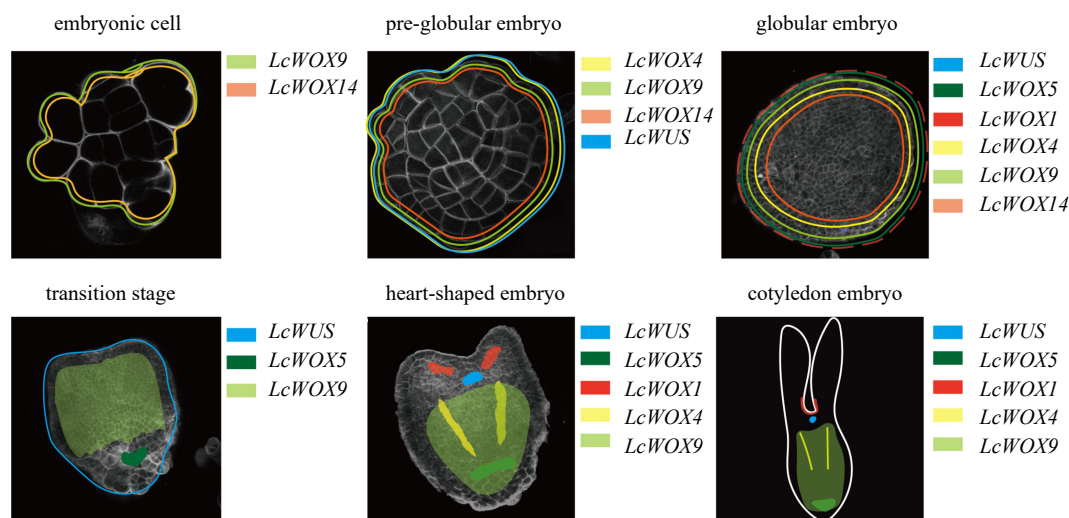 embryonic cell
LcWOX9
LcWOX14
pre-globular embryo
LcWOX4
LcWOX9
LcWOX14
LcWUS
globular embryo
LcWUS
LcWOX5
LcWOX1
LcWOX4
LcWOX9
LcWOX14
transition stage
LcWUS
LcWOX5
LcWOX9
heart-shaped embryo
LcWUS
LcWOX5
LcWOX1
LcWOX4
LcWOX9
cotyledon embryo
LcWUS
LcWOX5
LcWOX1
LcWOX4
LcWOX9